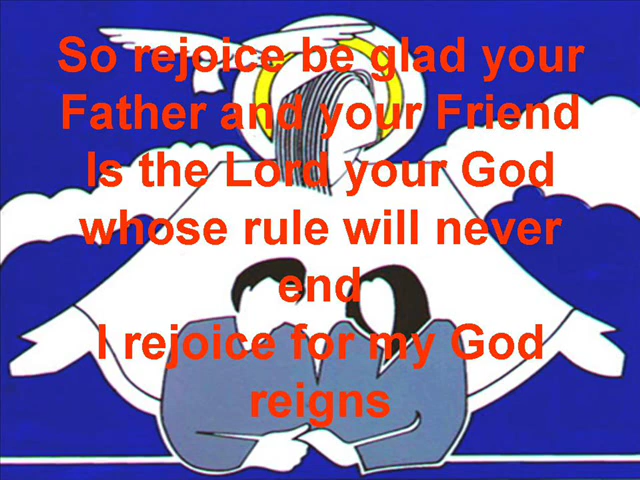 So rejoice be glad your
Father and your Friend
Is the Lord your God
whose rule will never
end
I rejoice for my God
reigns